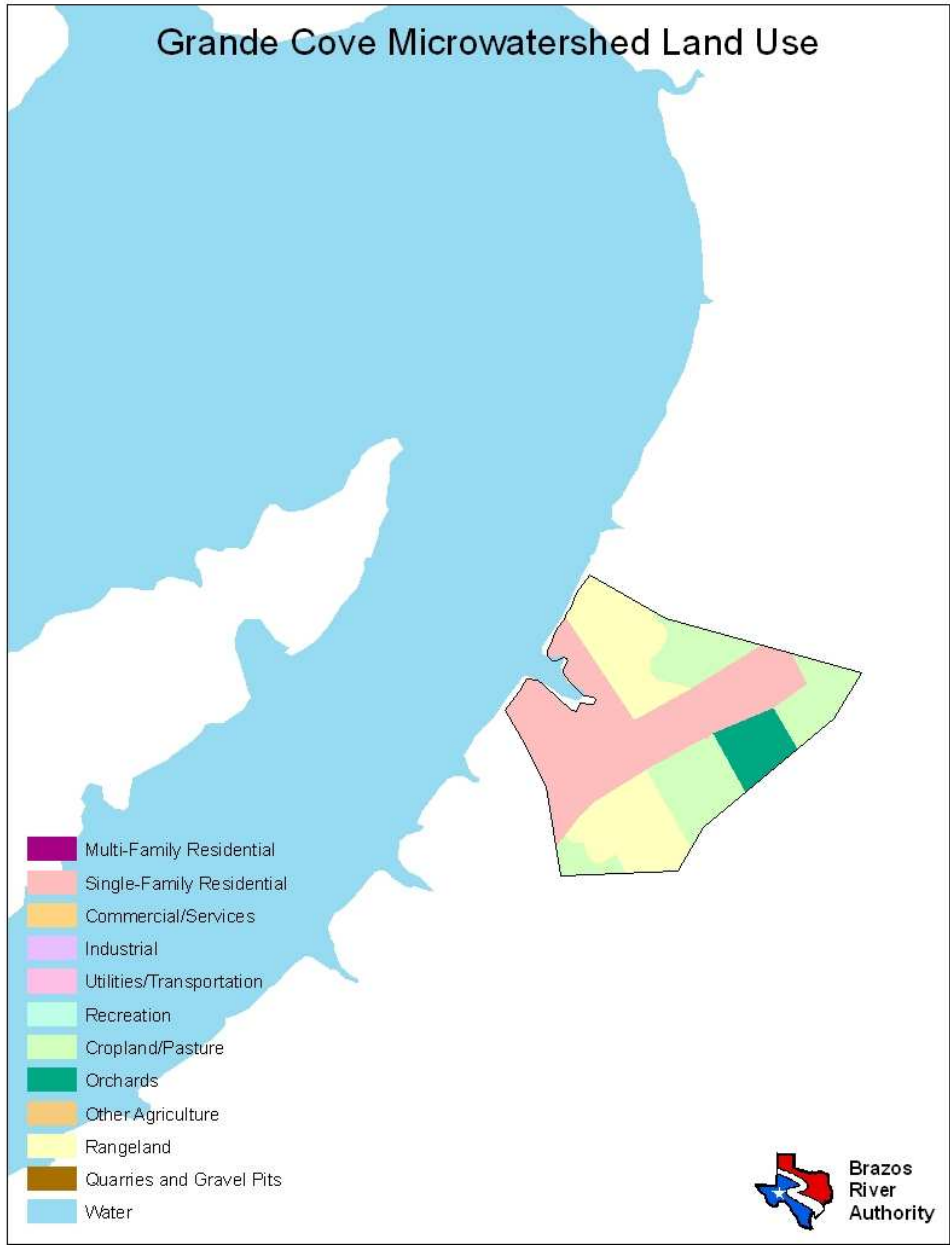 Grande Cove Microwatershed Land Use
Multi-Family Residential
Single-Family Residential
Commercial/Services
Industrial
Utilities/Transportation
Recreation
Cropland/Pasture
Orchards
Other Agriculture
Rangeland
Quarries and Gravel Pits
Water
Brazos
River
Authority